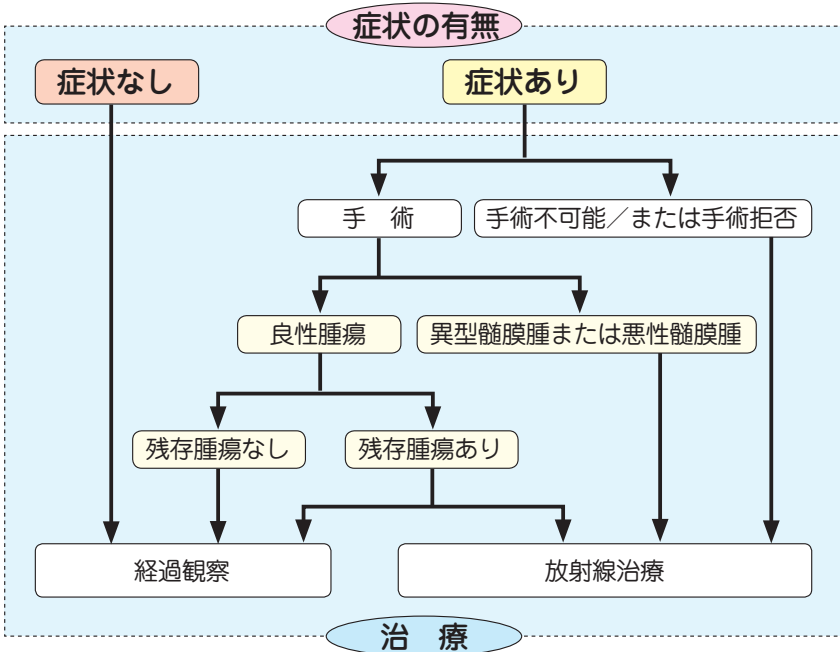 症状の有無
症状なし
症状あり
手　術
手術不可能／または手術拒否
良性腫瘍
異型髄膜腫または悪性髄膜腫
残存腫瘍なし
残存腫瘍あり
経過観察
放射線治療
治　療